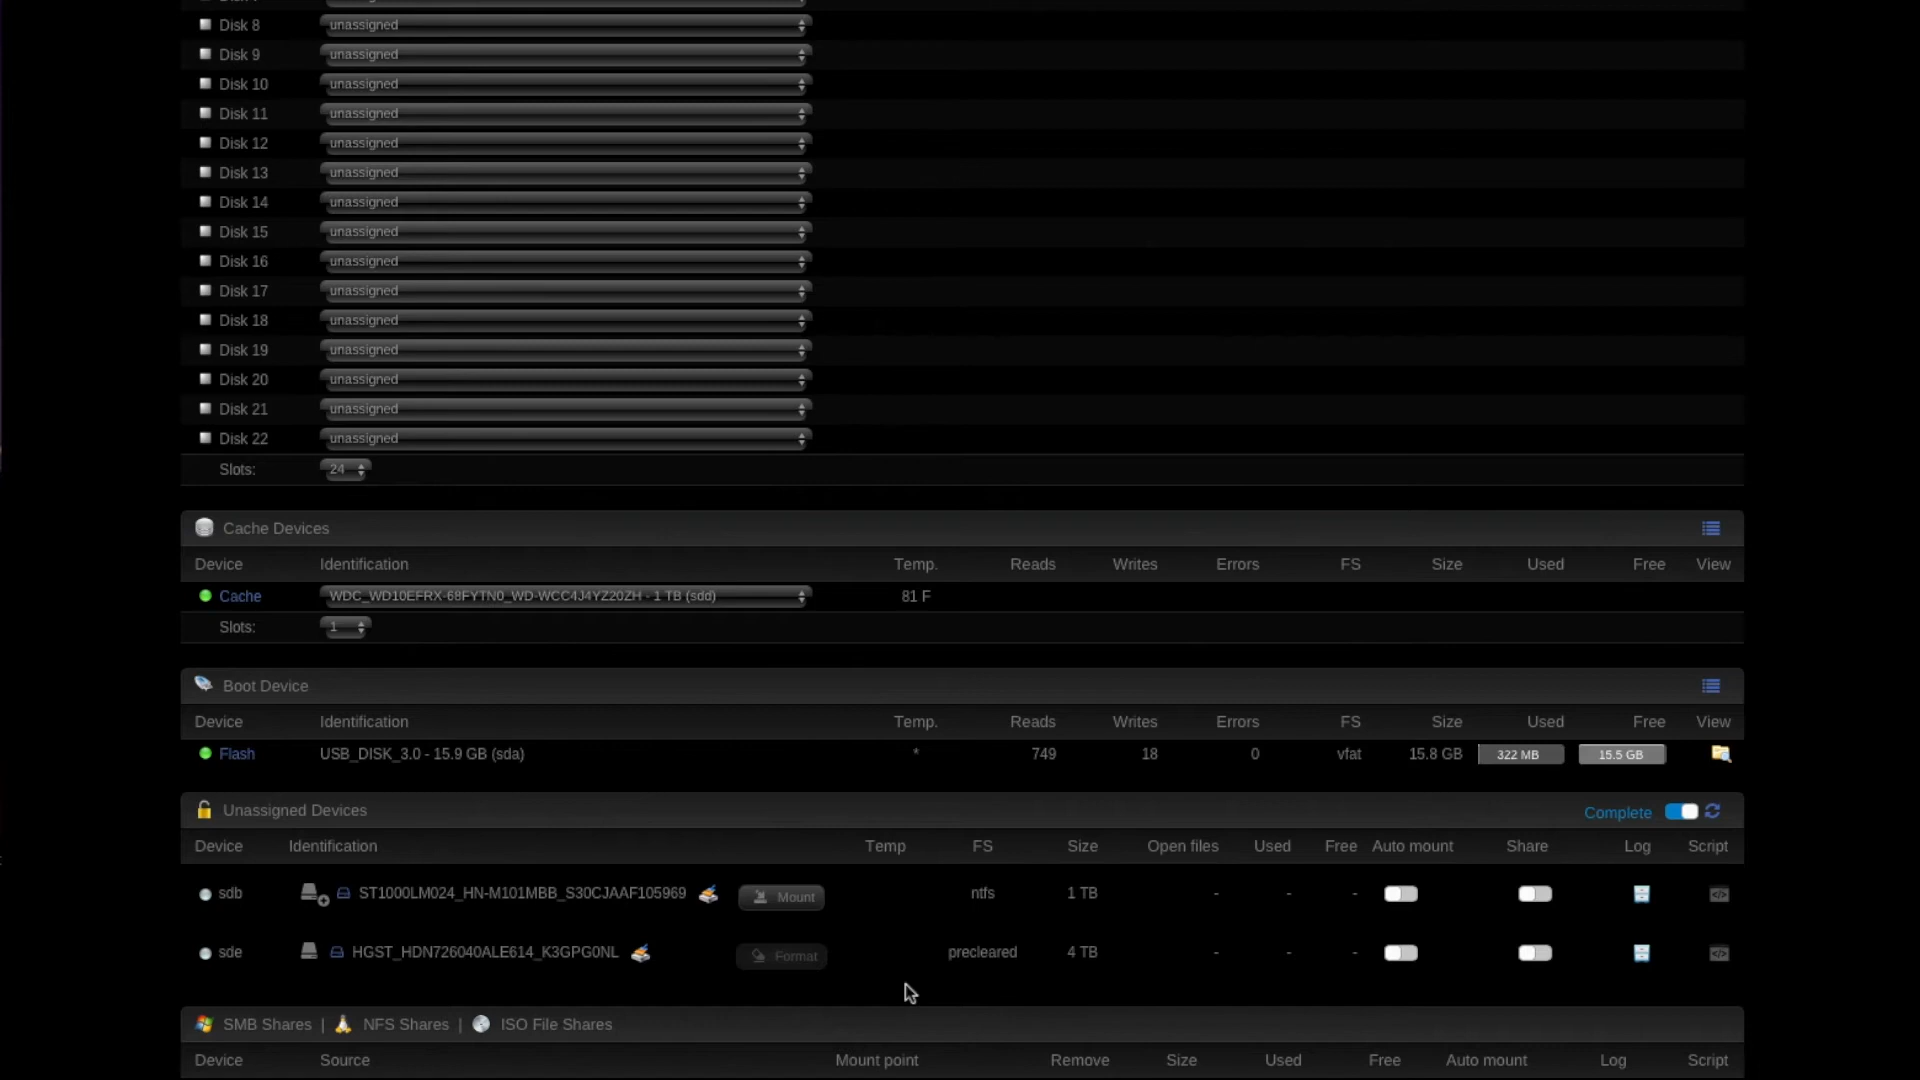 Disk 8 unassigned
Disk 9 unassigned
Disk 10 unassigned
Disk 11 unassigned
Disk 12 unassigned
Disk 13 unassigned
Disk 14 unassigned
Disk 15 unassigned
Disk 16 unassigned
Disk 17 unassigned
Disk 18 unassigned
Disk 19 unassigned
Disk 20 unassigned
Disk 21 unassigned
Disk 22 unassigned
Slots: 24
Cache Devices
Device Identification Temp. Reads Writes Errors FS Size Used Free View
Cache WDC_WD10EFRX-68FYTN0_WD-WCC4J4YZ20ZH - 1 TB (sdd) 81 F
Slots: 1
Boot Device
Device Identification Temp. Reads Writes Errors FS Size Used Free View
Flash USB_DISK_3.0 - 15.9 GB (sda) * 749 18 0 vfat 15.8 GB 322 MB 15.5 GB
Unassigned Devices Complete
Device Identification Temp FS Size Open files Used Free Auto mount Share Log Script
sdb ST1000LM024_HN-M101MBB_S30CJAAF105969 Mount ntfs 1 TB - - -
sde HGST_HDN726040ALE614_K3GPG0NL Format precleared 4 TB - - -
SMB Shares | NFS Shares | ISO File Shares
Device Source Mount point Remove Size Used Free Auto mount Log Script